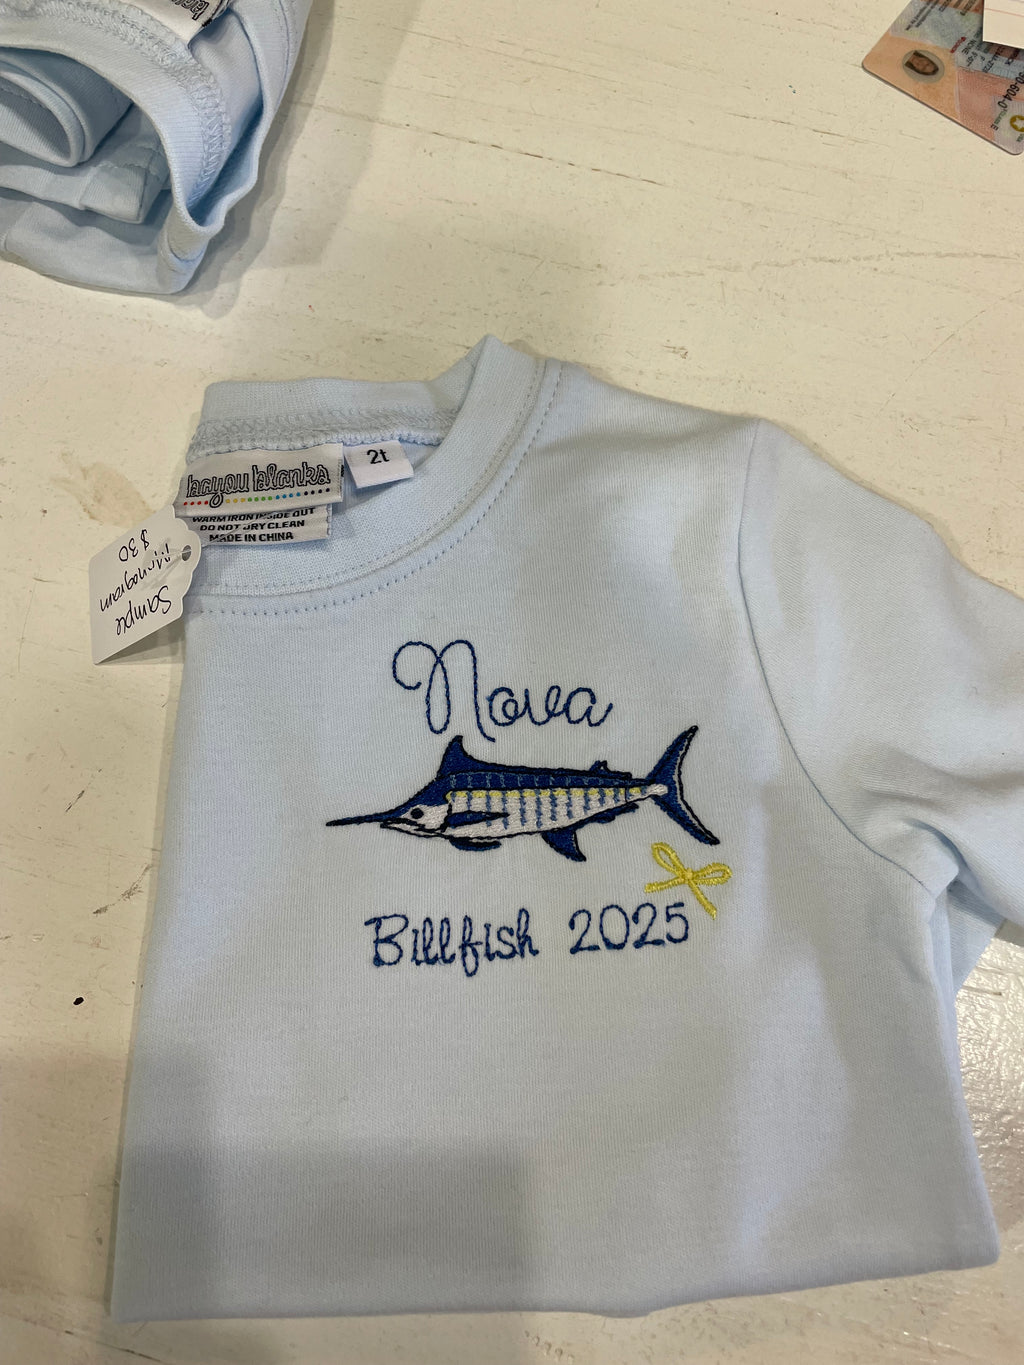 2t
bayou blanks
WARM IRON INSIDE OUT
DO NOT DRY CLEAN
MADE IN CHINA
Sample
Monogram
$30
Nova
Billfish 2025